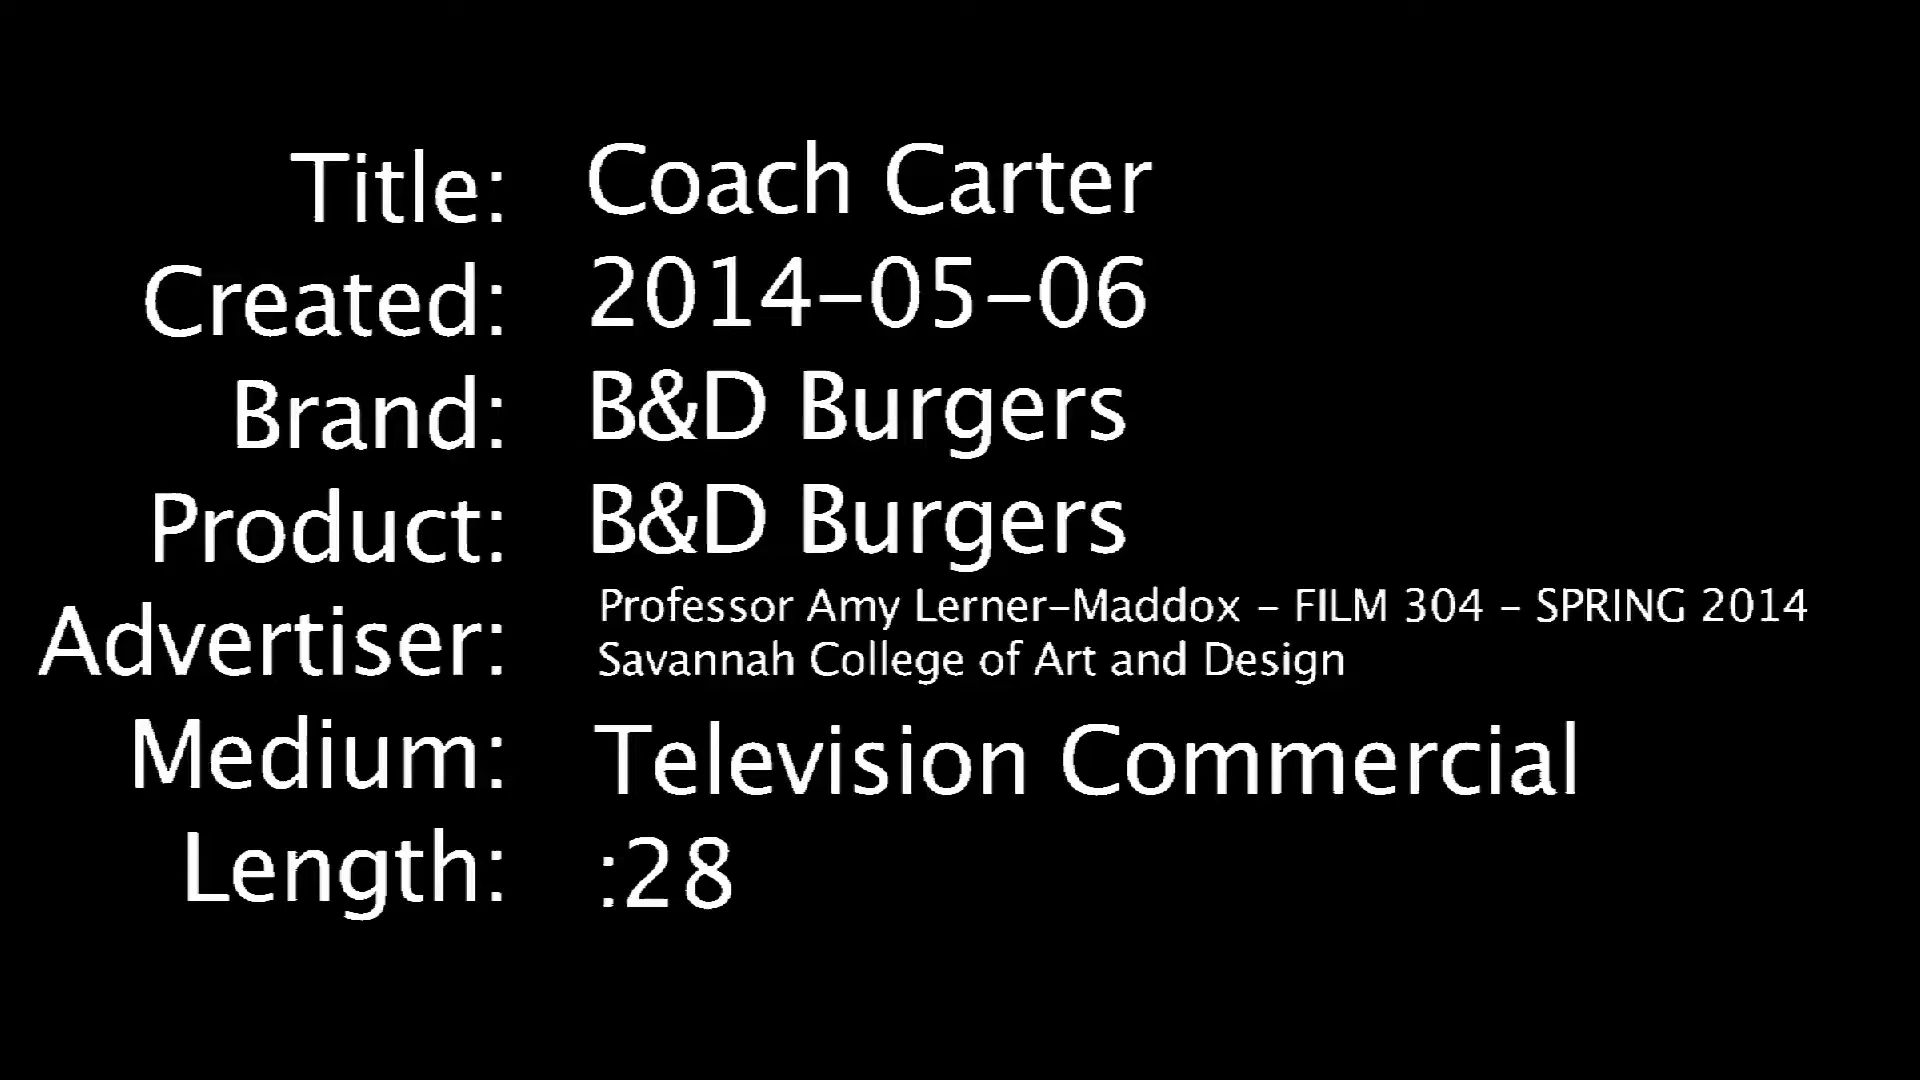 Title: Coach Carter
Created: 2014-05-06
Brand: B&D Burgers
Product: B&D Burgers
Advertiser: Professor Amy Lerner-Maddox - FILM 304 - SPRING 2014
Savannah College of Art and Design
Medium: Television Commercial
Length: :28